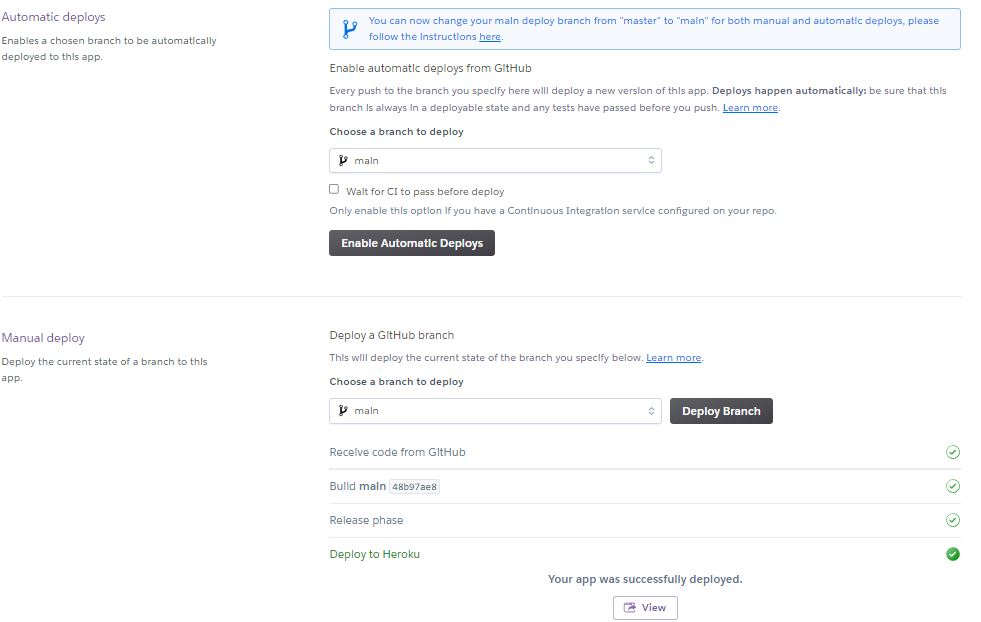 Automatic deploys
Enables a chosen branch to be automatically
deployed to this app.
You can now change your main deploy branch from "master" to "main" for both manual and automatic deploys, please
follow the instructions here.
Enable automatic deploys from GitHub
Every push to the branch you specify here will deploy a new version of this app. Deploys happen automatically: be sure that this
branch is always in a deployable state and any tests have passed before you push. Learn more.
Choose a branch to deploy
main
Wait for CI to pass before deploy
Only enable this option if you have a Continuous Integration service configured on your repo.
Enable Automatic Deploys
Manual deploy
Deploy the current state of a branch to this
app.
Deploy a GitHub branch
This will deploy the current state of the branch you specify below. Learn more.
Choose a branch to deploy
main
Deploy Branch
Receive code from GitHub
Build main 48b97ae8
Release phase
Deploy to Heroku
Your app was successfully deployed.
View